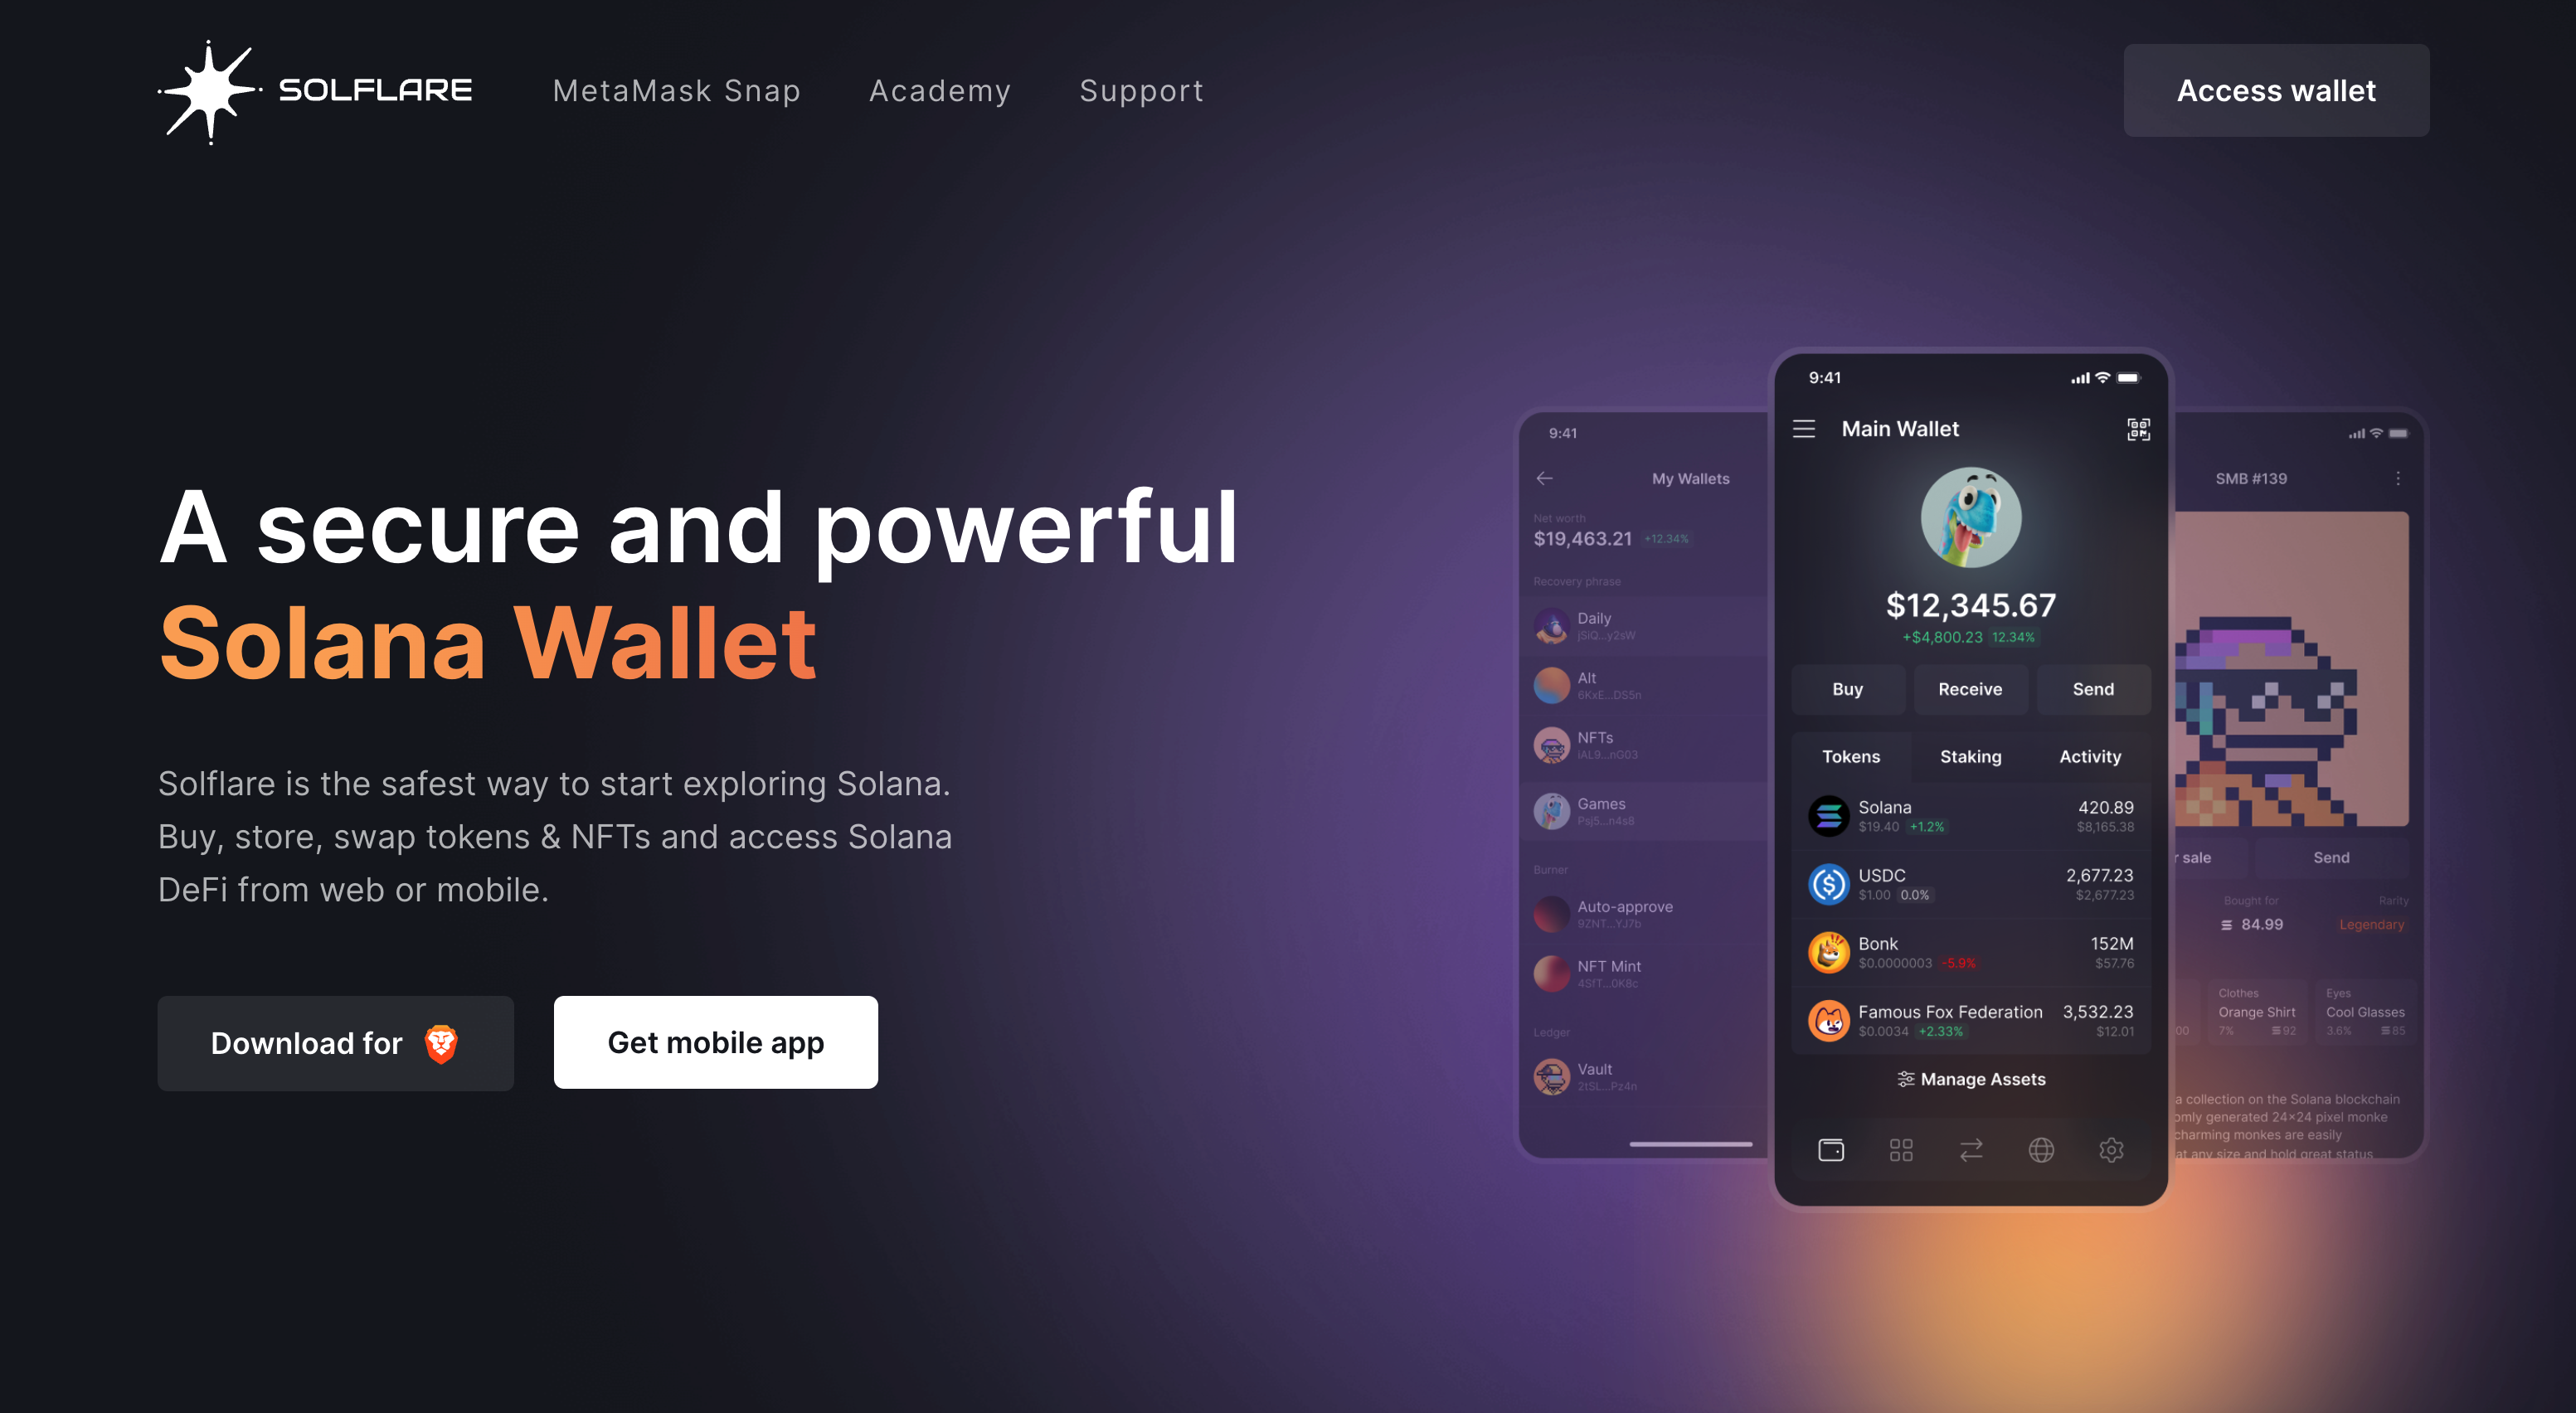 SOLFLARE
MetaMask Snap
Academy
Support
Access wallet
A secure and powerful
Solana Wallet
Solflare is the safest way to start exploring Solana.
Buy, store, swap tokens & NFTs and access Solana
DeFi from web or mobile.
Download for
Get mobile app
9:41
My Wallets
Net worth
$19,463.21 +12.34%
Recovery phrase
Daily
jSiQ...y2sW
Alt
6KxE...DS5n
NFTs
iAL9...nG03
Games
Psj5...n4s8
Burner
Auto-approve
9ZNT...YJ7b
NFT Mint
4SfT...0K8c
Ledger
Vault
2tSL...Pz4n
9:41
Main Wallet
$12,345.67
+$4,800.23 12.34%
Buy
Receive
Send
Tokens
Staking
Activity
Solana 420.89
$19.40 +1.2% $8,165.38
USDC 2,677.23
$1.00 0.0% $2,677.23
Bonk 152M
$0.0000003 -5.9% $57.76
Famous Fox Federation 3,532.23
$0.0034 +2.33% $12.01
Manage Assets
SMB #139
r sale
Send
Bought for
Rarity
84.99
Legendary
Clothes
Orange Shirt
7% 92
Eyes
Cool Glasses
3.6% 85
00
a collection on the Solana blockchain
omly generated 24×24 pixel monke
charming monkes are easily
at any size and hold great status